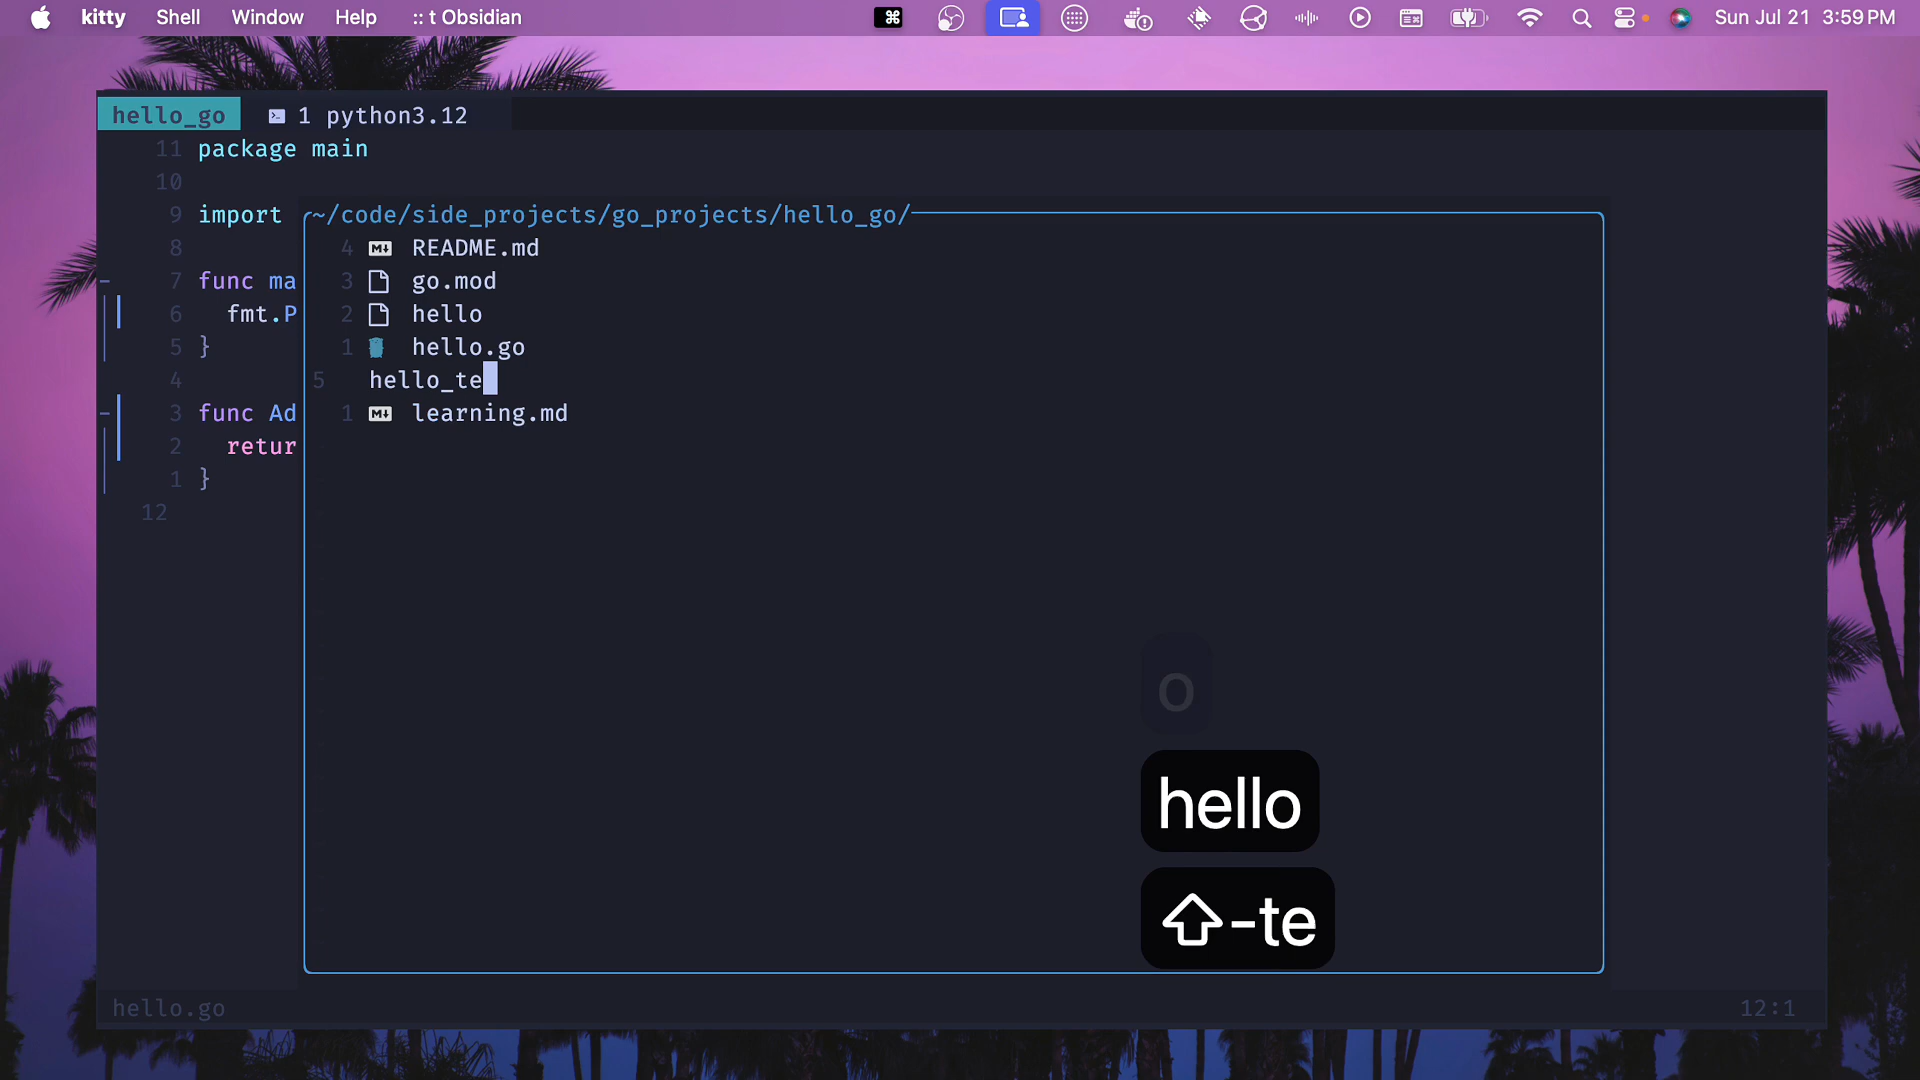 kitty Shell Window Help :: t Obsidian Sun Jul 21 3:59 PM
hello_go 1 python3.12
11 package main
10
9 import
~/code/side_projects/go_projects/hello_go/
8
4 README.md
7 func ma
3 go.mod
6 fmt.P
2 hello
5 }
1 hello.go
4
5 hello_te
3 func Ad
1 learning.md
2 retur
1 }
12
o
hello
⇧-te
hello.go 12:1